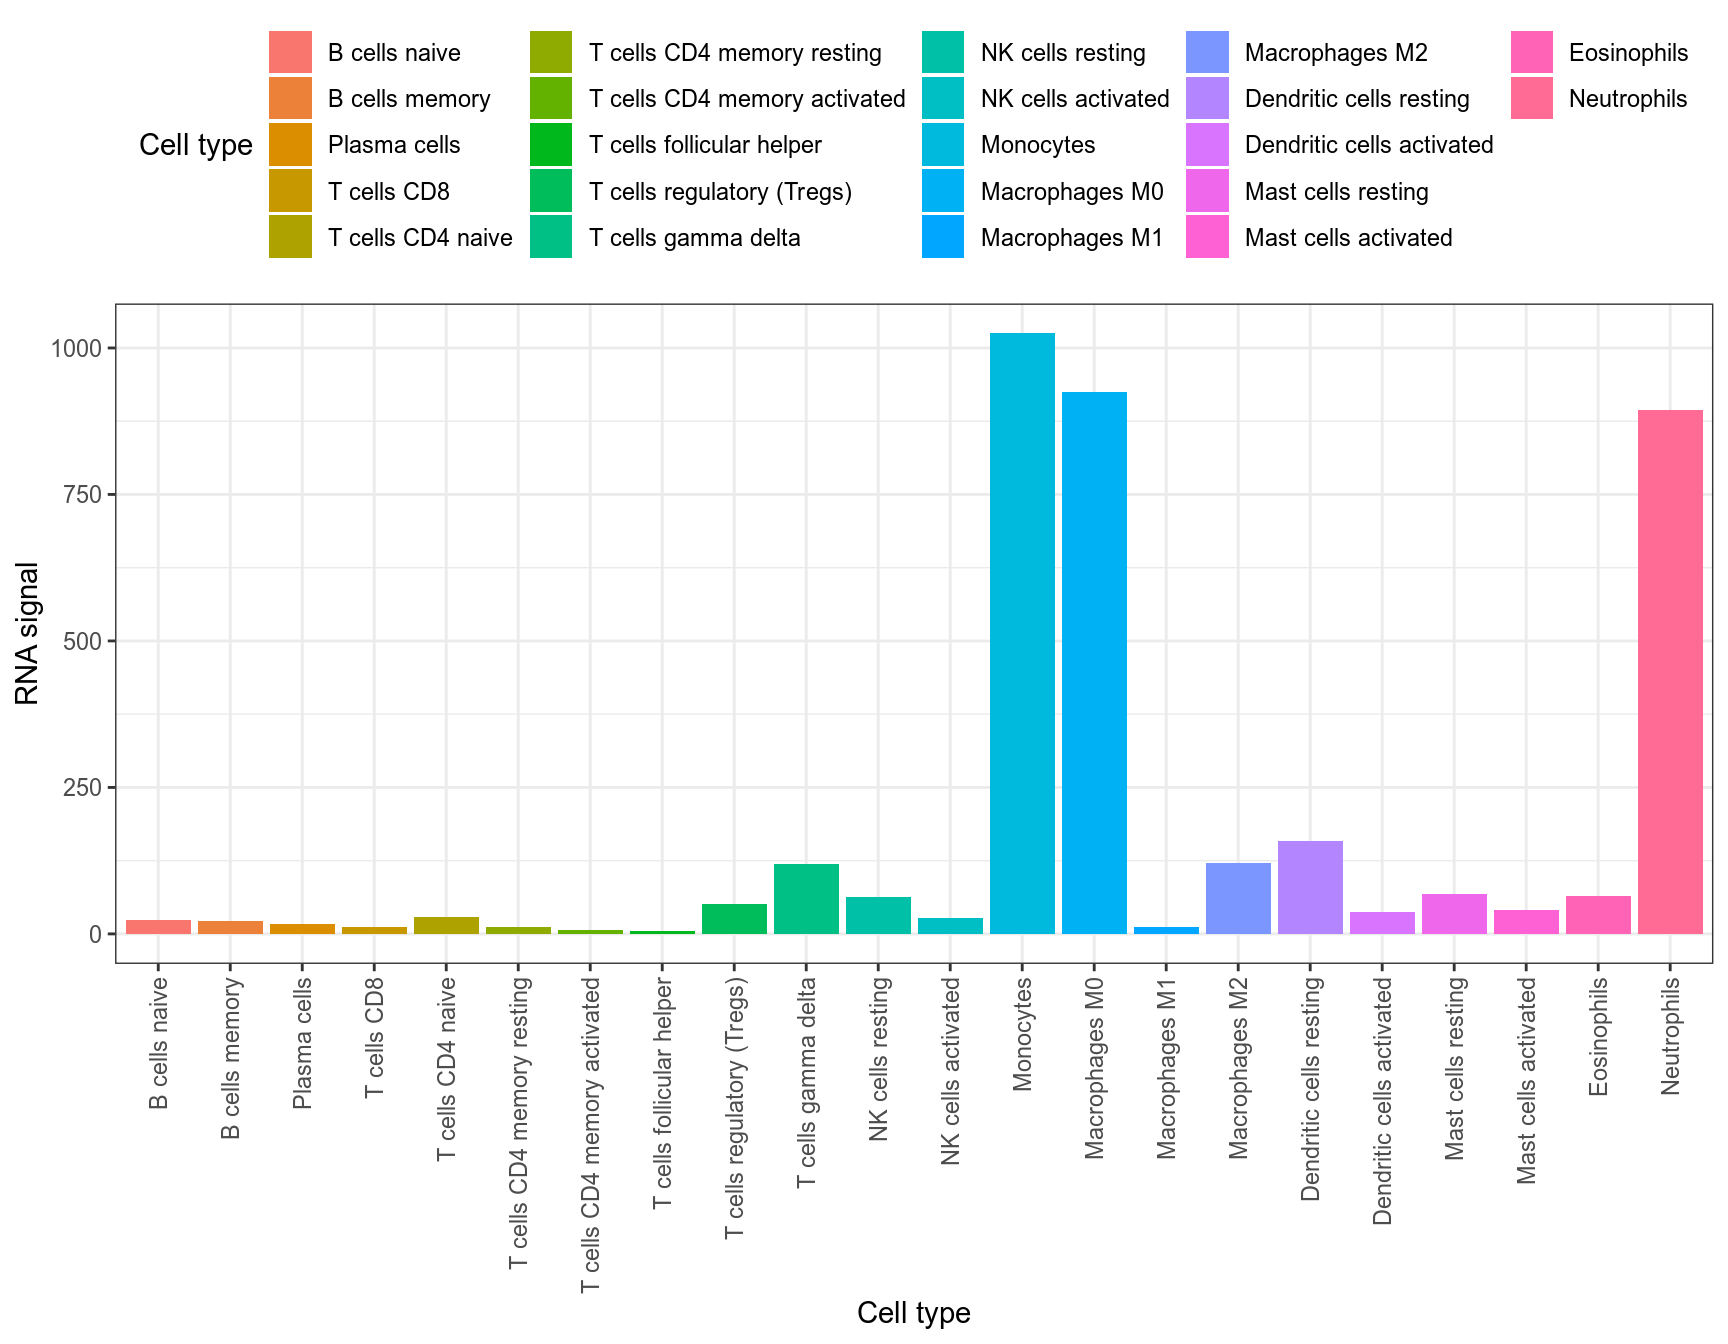 Cell type
B cells naive
B cells memory
Plasma cells
T cells CD8
T cells CD4 naive
T cells CD4 memory resting
T cells CD4 memory activated
T cells follicular helper
T cells regulatory (Tregs)
T cells gamma delta
NK cells resting
NK cells activated
Monocytes
Macrophages M0
Macrophages M1
Macrophages M2
Dendritic cells resting
Dendritic cells activated
Mast cells resting
Mast cells activated
Eosinophils
Neutrophils
RNA signal
1000
750
500
250
0
B cells naive
B cells memory
Plasma cells
T cells CD8
T cells CD4 naive
T cells CD4 memory resting
T cells CD4 memory activated
T cells follicular helper
T cells regulatory (Tregs)
T cells gamma delta
NK cells resting
NK cells activated
Monocytes
Macrophages M0
Macrophages M1
Macrophages M2
Dendritic cells resting
Dendritic cells activated
Mast cells resting
Mast cells activated
Eosinophils
Neutrophils
Cell type